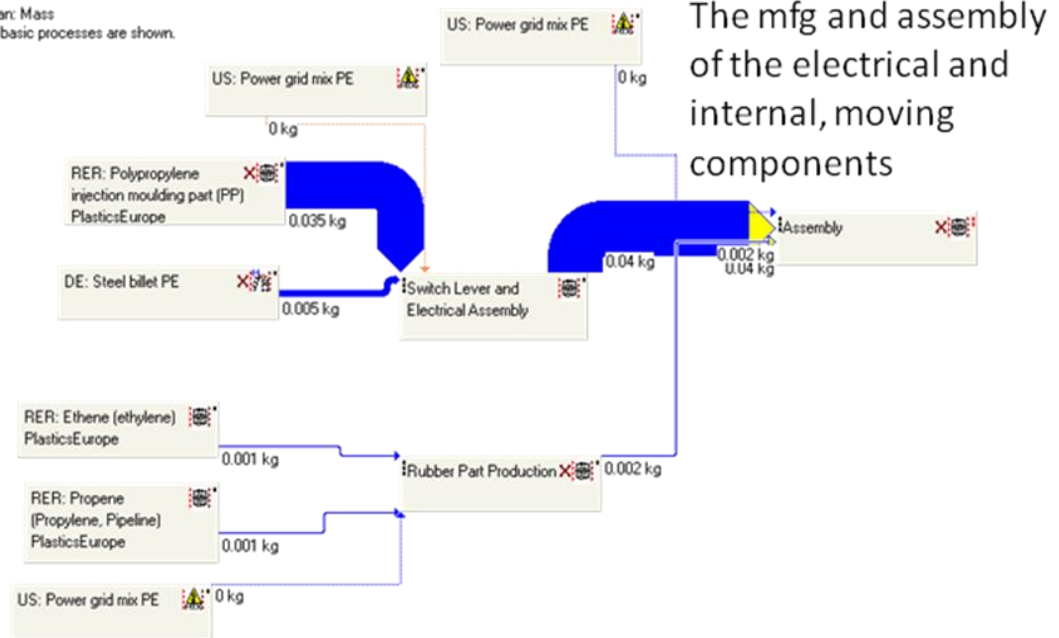 an: Mass
basic processes are shown.
US: Power grid mix PE
0 kg
The mfg and assembly
of the electrical and
internal, moving
components
US: Power grid mix PE
0 kg
RER: Polypropylene
injection moulding part (PP)
PlasticsEurope
0.035 kg
Assembly
0.04 kg
0.002 kg
0.04 kg
DE: Steel billet PE
0.005 kg
Switch Lever and
Electrical Assembly
RER: Ethene (ethylene)
PlasticsEurope
0.001 kg
Rubber Part Production
0.002 kg
RER: Propene
(Propylene, Pipeline)
PlasticsEurope
0.001 kg
US: Power grid mix PE
0 kg